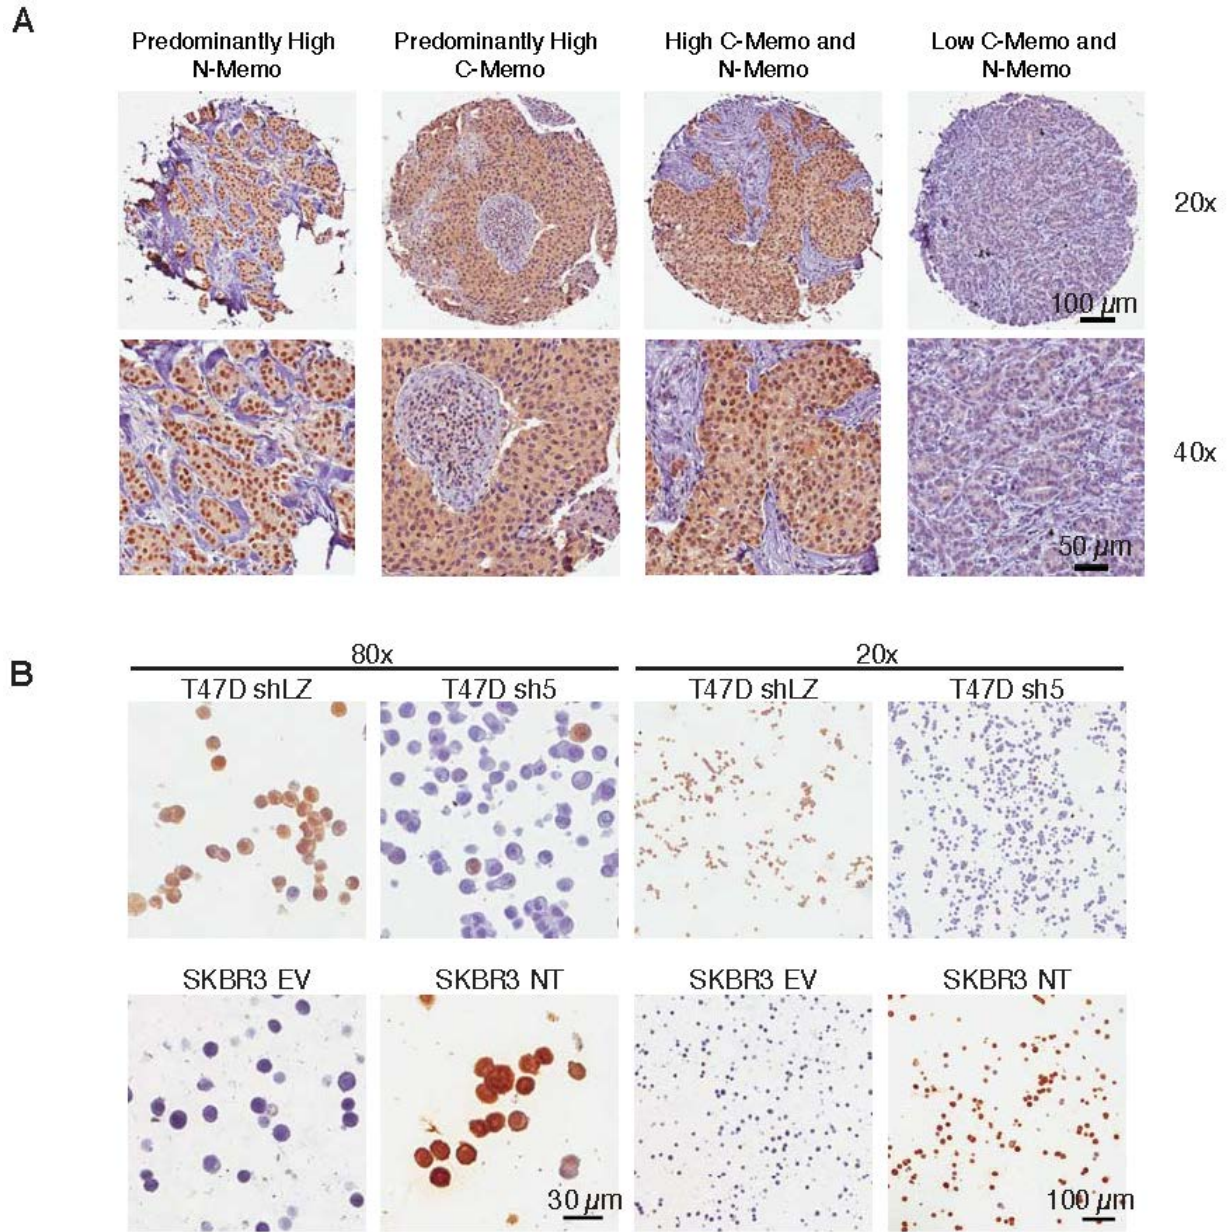 A
Predominantly High
N-Memo
Predominantly High
C-Memo
High C-Memo and
N-Memo
Low C-Memo and
N-Memo
20x
100 µm
40x
50 µm
B
80x
20x
T47D shLZ
T47D sh5
T47D shLZ
T47D sh5
SKBR3 EV
SKBR3 NT
SKBR3 EV
SKBR3 NT
30 µm
100 µm